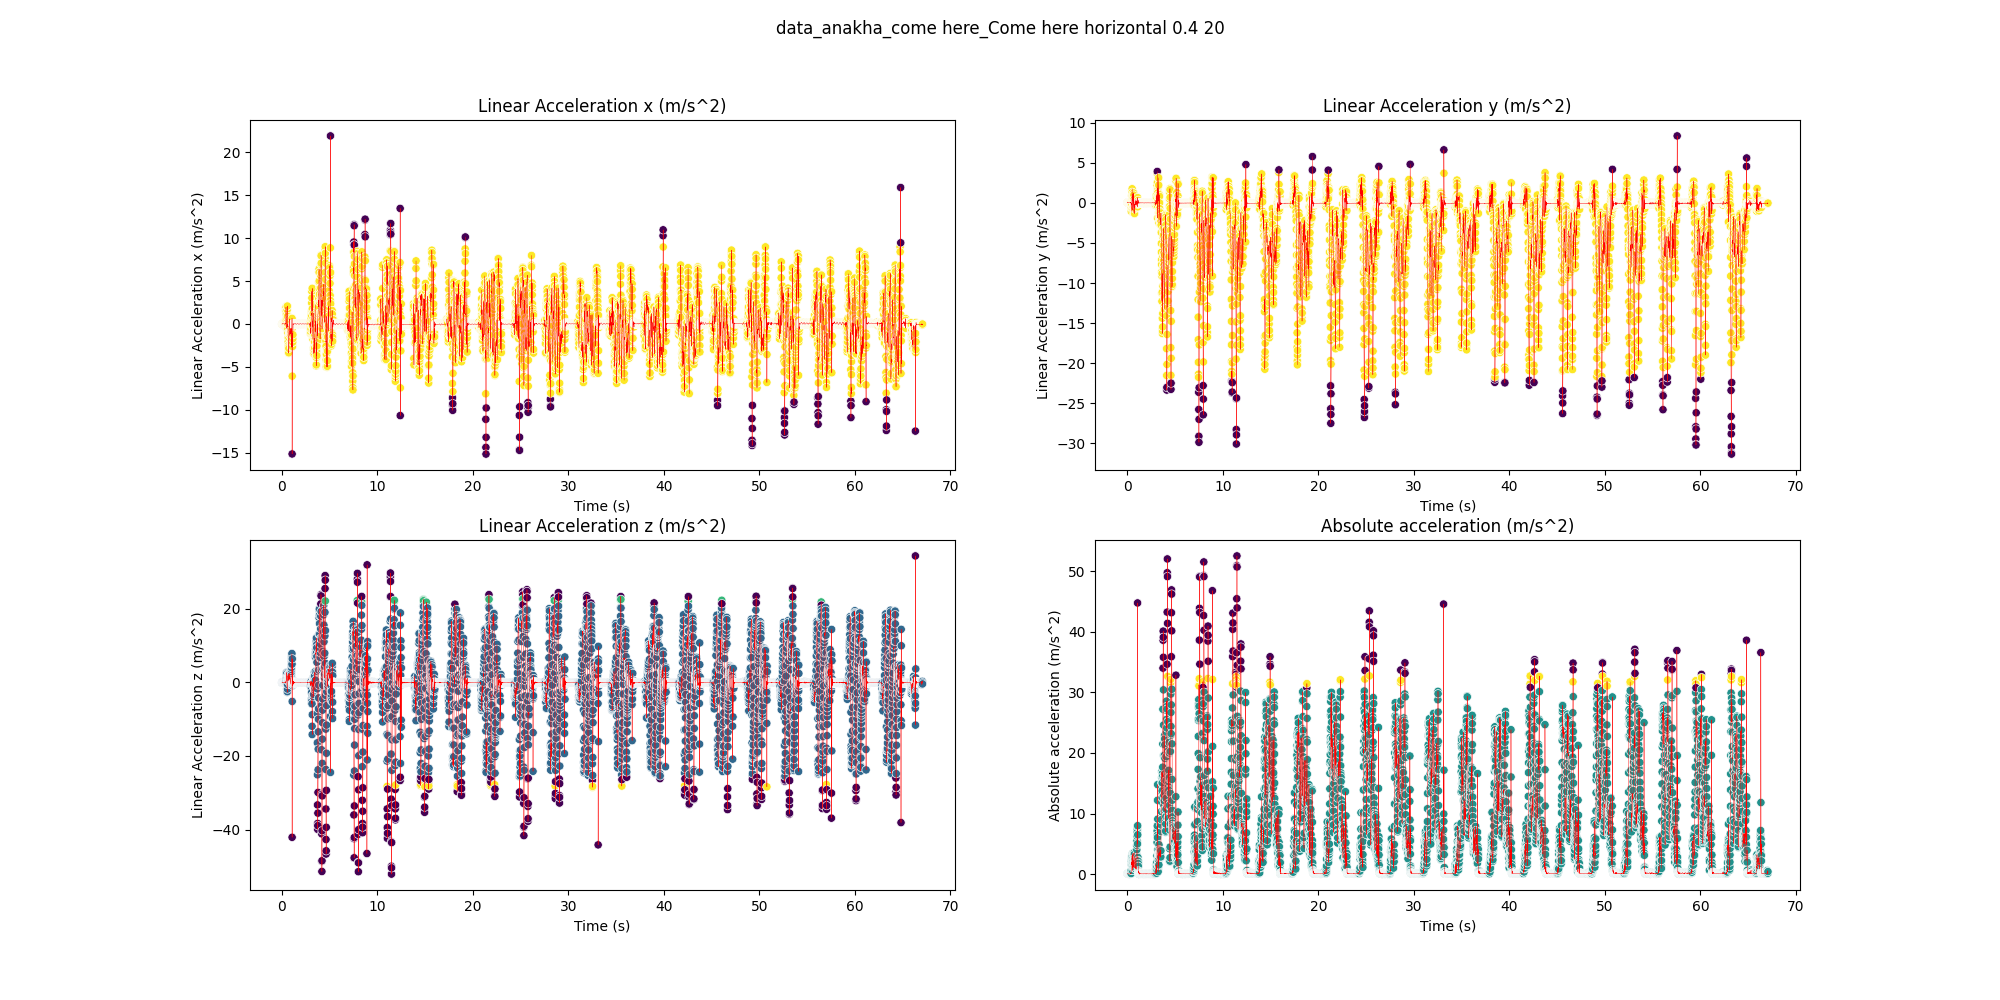 data_anakha_come here_Come here horizontal 0.4 20
Linear Acceleration x (m/s^2)
Linear Acceleration x (m/s^2)
20
15
10
5
0
−5
−10
−15
0 10 20 30 40 50 60 70
Time (s)
Linear Acceleration y (m/s^2)
Linear Acceleration y (m/s^2)
10
5
0
−5
−10
−15
−20
−25
−30
0 10 20 30 40 50 60 70
Time (s)
Linear Acceleration z (m/s^2)
Linear Acceleration z (m/s^2)
20
0
−20
−40
0 10 20 30 40 50 60 70
Time (s)
Absolute acceleration (m/s^2)
Absolute acceleration (m/s^2)
50
40
30
20
10
0
0 10 20 30 40 50 60 70
Time (s)